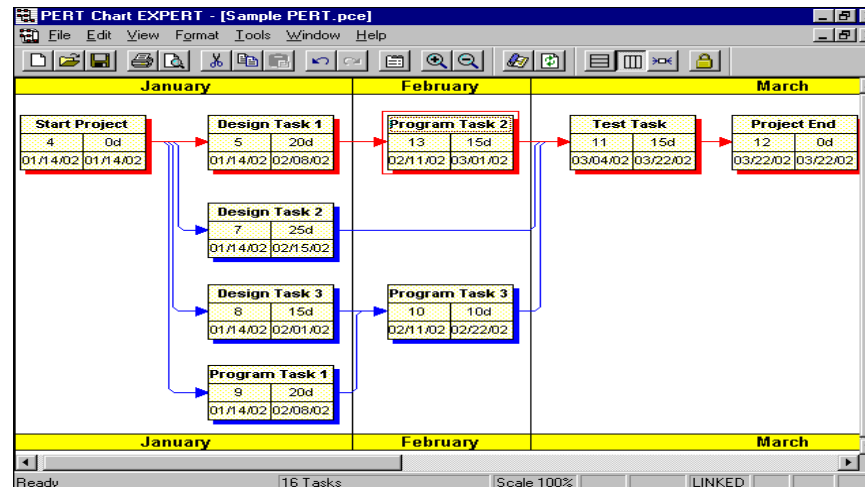 PERT Chart EXPERT - [Sample PERT.pce]
File Edit View Format Tools Window Help
January February March
Start Project
4 0d
01/14/02 01/14/02
Design Task 1
5 20d
01/14/02 02/08/02
Program Task 2
13 15d
02/11/02 03/01/02
Test Task
11 15d
03/04/02 03/22/02
Project End
12 0d
03/22/02 03/22/02
Design Task 2
7 25d
01/14/02 02/15/02
Design Task 3
8 15d
01/14/02 02/01/02
Program Task 3
10 10d
02/11/02 02/22/02
Program Task 1
9 20d
01/14/02 02/08/02
January February March
Ready 16 Tasks Scale 100% LINKED